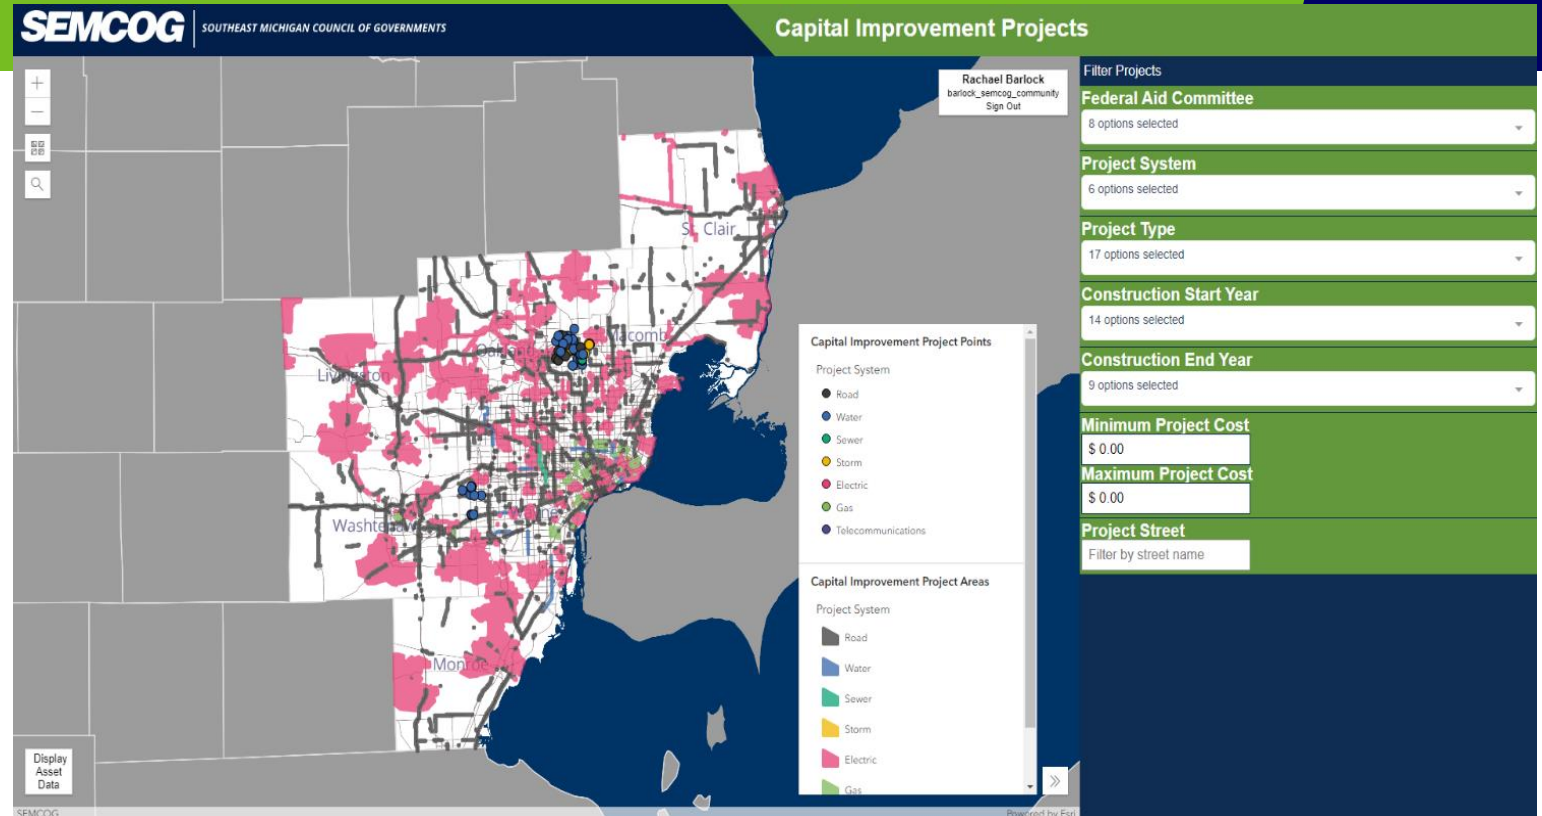 SEMCOG
SOUTHEAST MICHIGAN COUNCIL OF GOVERNMENTS
Capital Improvement Projects
Rachael Barlock
barlock_semcog_community
Sign Out
Filter Projects
Federal Aid Committee
8 options selected
Project System
6 options selected
Project Type
17 options selected
Construction Start Year
14 options selected
Construction End Year
9 options selected
Minimum Project Cost
$ 0.00
Maximum Project Cost
$ 0.00
Project Street
Filter by street name
St. Clair
Macomb
Livingston
Washtenaw
Wayne
Monroe
Capital Improvement Project Points
Project System
Road
Water
Sewer
Storm
Electric
Gas
Telecommunications
Capital Improvement Project Areas
Project System
Road
Water
Sewer
Storm
Electric
Gas
Display
Asset
Data
SEMCOG
Powered by Esri